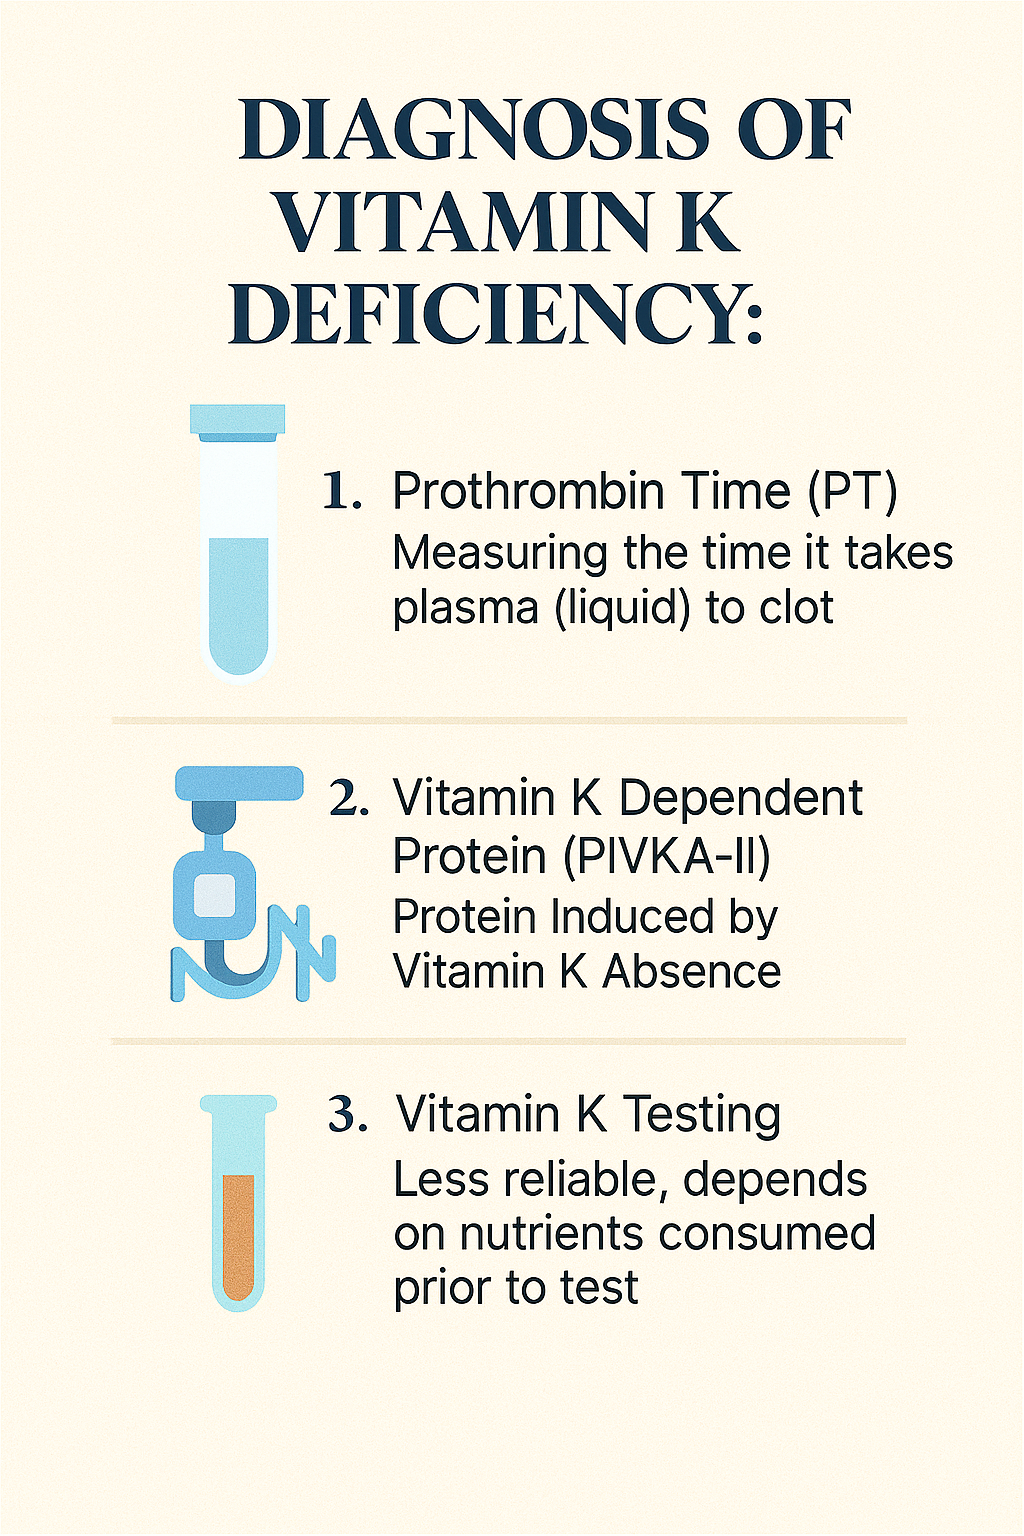 DIAGNOSIS OF
VITAMIN K
DEFICIENCY:
1. Prothrombin Time (PT)
Measuring the time it takes
plasma (liquid) to clot
2. Vitamin K Dependent
Protein (PIVKA-II)
Protein Induced by
Vitamin K Absence
3. Vitamin K Testing
Less reliable, depends
on nutrients consumed
prior to test